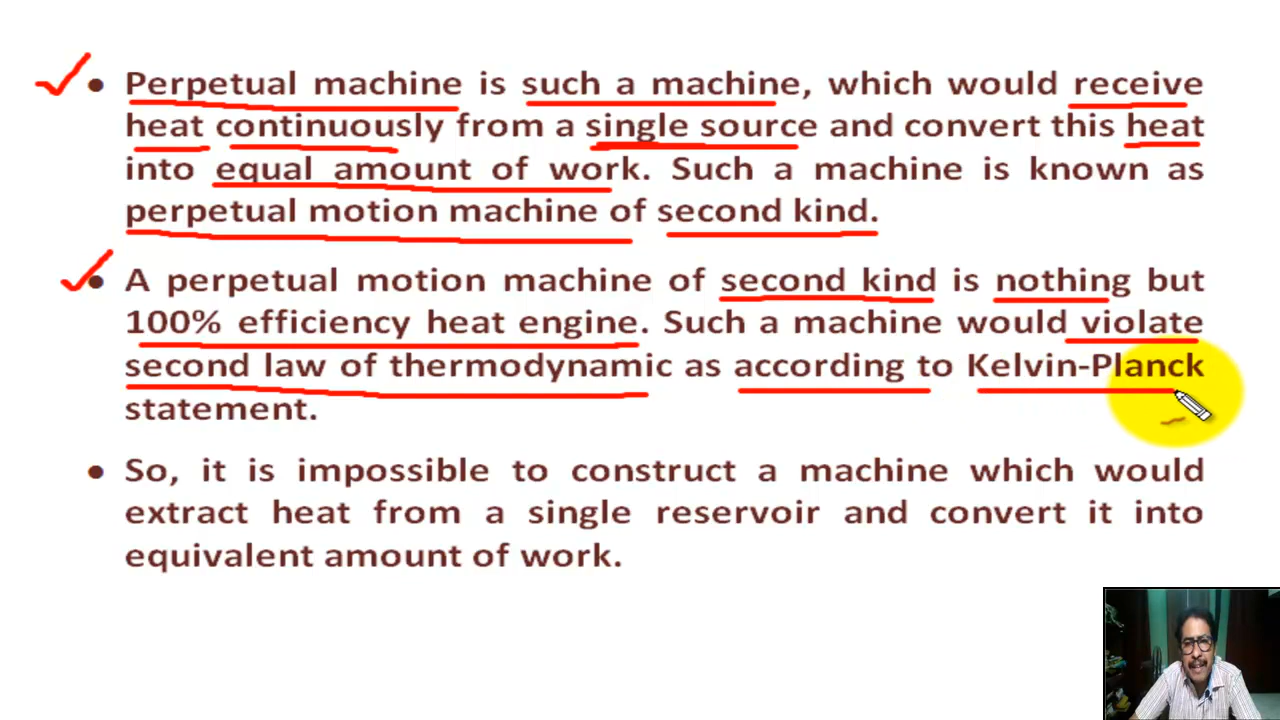 • Perpetual machine is such a machine, which would receive
heat continuously from a single source and convert this heat
into equal amount of work. Such a machine is known as
perpetual motion machine of second kind.
• A perpetual motion machine of second kind is nothing but
100% efficiency heat engine. Such a machine would violate
second law of thermodynamic as according to Kelvin-Planck
statement.
• So, it is impossible to construct a machine which would
extract heat from a single reservoir and convert it into
equivalent amount of work.